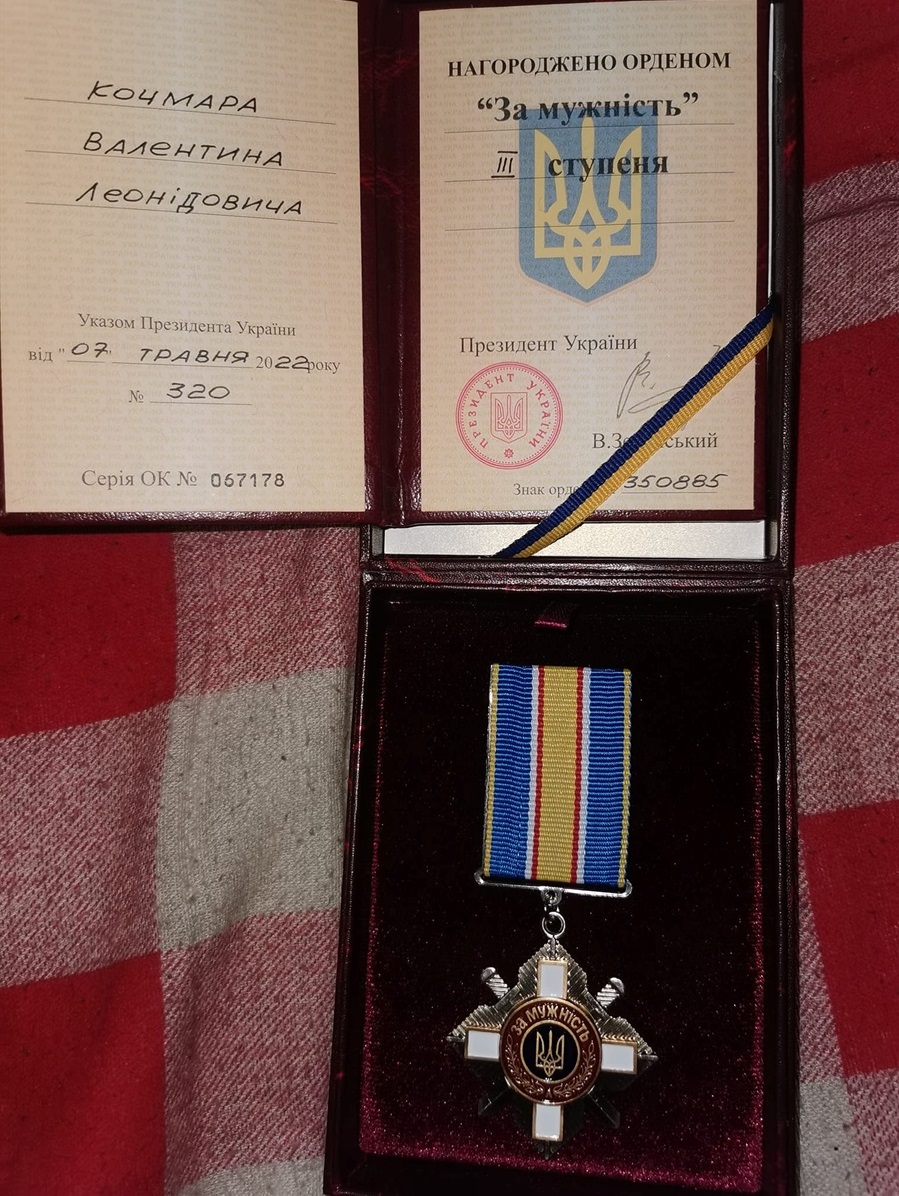 Кочмара
Валентина
Леонідовича
Указом Президента України
від "07" травня 2022 року
№ 320
Серія ОК № 067178
НАГОРОДЖЕНО ОРДЕНОМ
“За мужність”
III ступеня
Президент України
ПРЕЗИДЕНТ УКРАЇНИ
Знак 350885
ЗА МУЖНІСТЬ